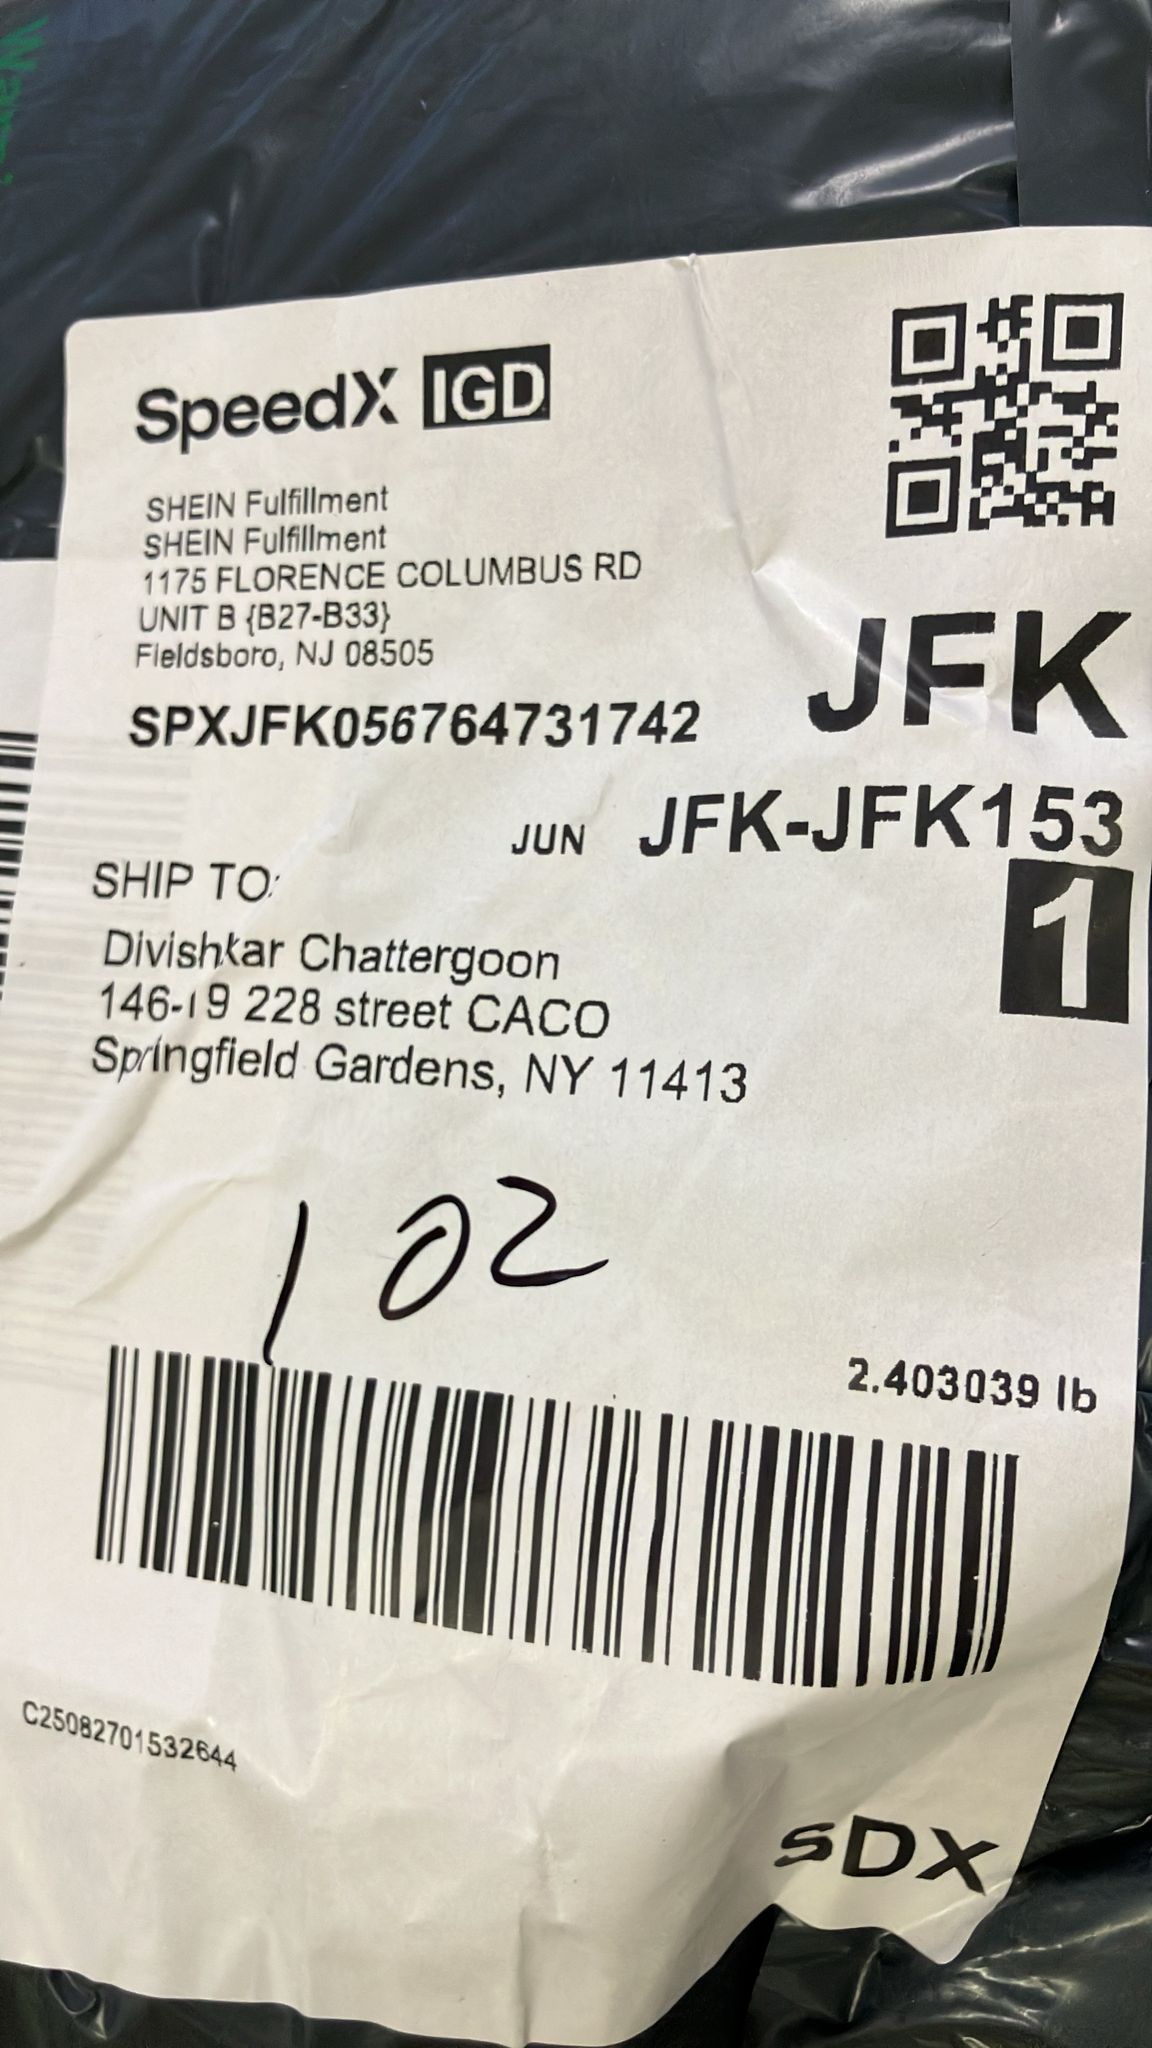 SpeedX IGD
SHEIN Fulfillment
SHEIN Fulfillment
1175 FLORENCE COLUMBUS RD
UNIT B {B27-B33}
Fieldsboro, NJ 08505
SPXJFK056764731742
JFK
JUN JFK-JFK153
1
SHIP TO:
Divishkar Chattergoon
146-19 228 street CACO
Springfield Gardens, NY 11413
1 02
2.403039 lb
C25082701532644
SDX